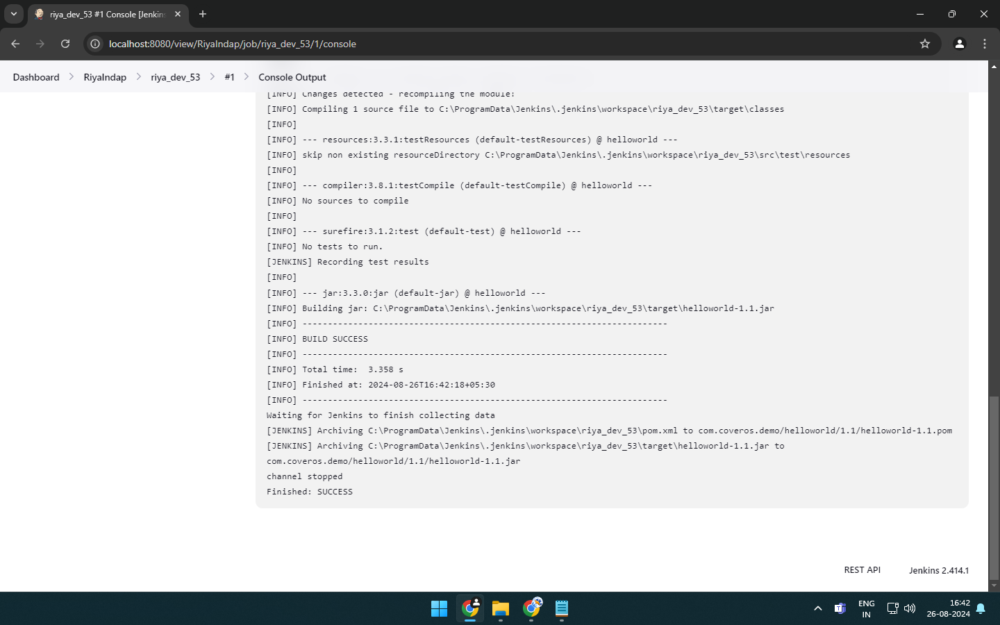 riya_dev_53 #1 Console [Jenkins
localhost:8080/view/RiyaIndap/job/riya_dev_53/1/console
Dashboard
RiyaIndap
riya_dev_53
#1
Console Output
[INFO] Changes detected - recompiling the module!
[INFO] Compiling 1 source file to C:\ProgramData\Jenkins\.jenkins\workspace\riya_dev_53\target\classes
[INFO]
[INFO] --- resources:3.3.1:testResources (default-testResources) @ helloworld ---
[INFO] skip non existing resourceDirectory C:\ProgramData\Jenkins\.jenkins\workspace\riya_dev_53\src\test\resources
[INFO]
[INFO] --- compiler:3.8.1:testCompile (default-testCompile) @ helloworld ---
[INFO] No sources to compile
[INFO]
[INFO] --- surefire:3.1.2:test (default-test) @ helloworld ---
[INFO] No tests to run.
[JENKINS] Recording test results
[INFO]
[INFO] --- jar:3.3.0:jar (default-jar) @ helloworld ---
[INFO] Building jar: C:\ProgramData\Jenkins\.jenkins\workspace\riya_dev_53\target\helloworld-1.1.jar
[INFO] ------------------------------------------------------------------------
[INFO] BUILD SUCCESS
[INFO] ------------------------------------------------------------------------
[INFO] Total time:  3.358 s
[INFO] Finished at: 2024-08-26T16:42:18+05:30
[INFO] ------------------------------------------------------------------------
Waiting for Jenkins to finish collecting data
[JENKINS] Archiving C:\ProgramData\Jenkins\.jenkins\workspace\riya_dev_53\pom.xml to com.coveros.demo/helloworld/1.1/helloworld-1.1.pom
[JENKINS] Archiving C:\ProgramData\Jenkins\.jenkins\workspace\riya_dev_53\target\helloworld-1.1.jar to
com.coveros.demo/helloworld/1.1/helloworld-1.1.jar
channel stopped
Finished: SUCCESS
REST API
Jenkins 2.414.1
ENG
IN
16:42
26-08-2024